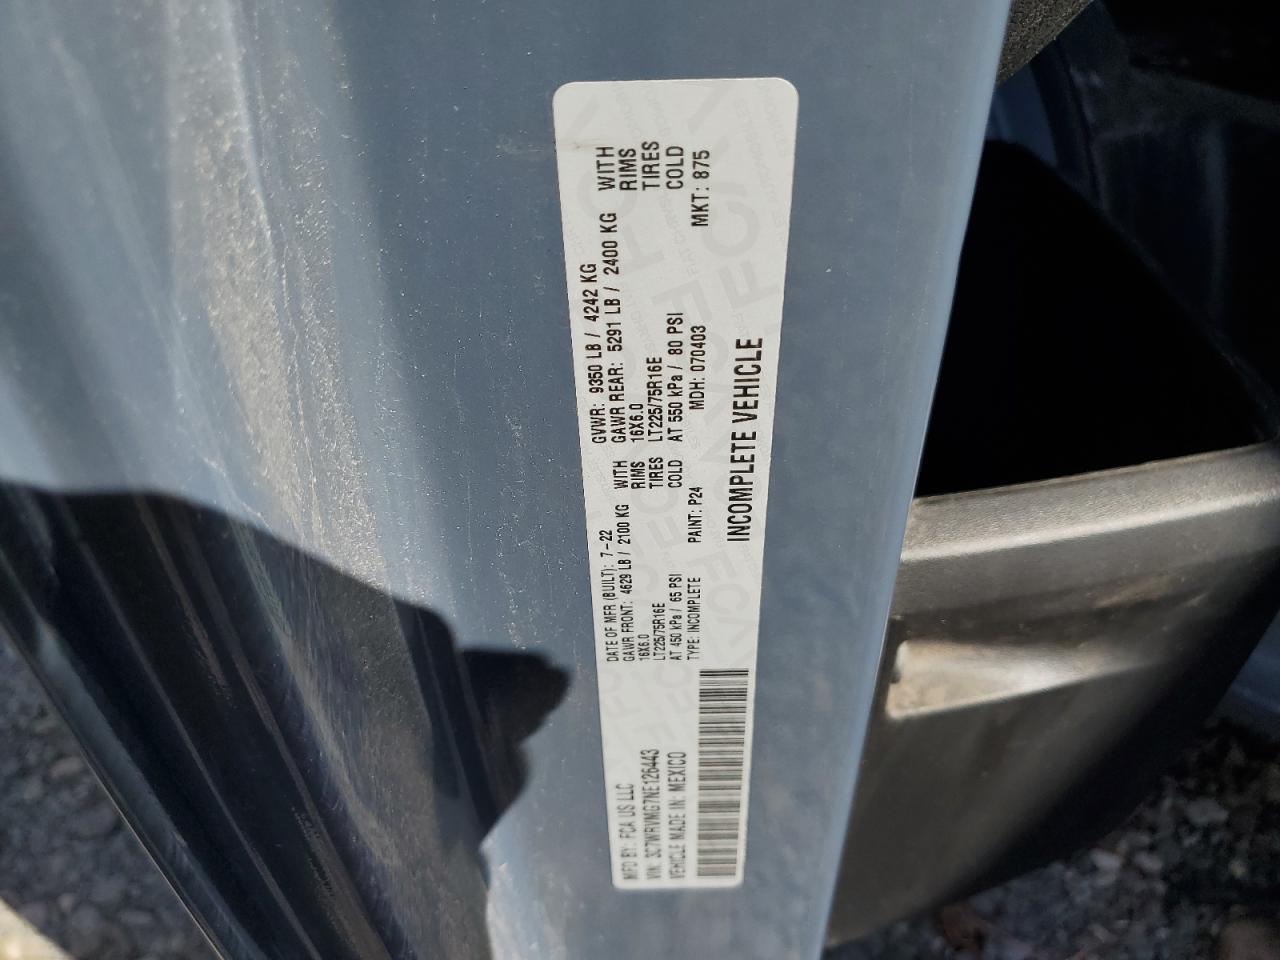 MFD BY: FCA US LLC
DATE OF MFR (BUILT): 7-22
GVWR: 9350 LB / 4242 KG
VIN: 3C7WRVMG7NE126443
GAWR FRONT: 4629 LB / 2100 KG WITH
GAWR REAR: 5291 LB / 2400 KG WITH
VEHICLE MADE IN: MEXICO
16X6.0 RIMS
16X6.0 RIMS
LT225/75R16E TIRES
LT225/75R16E TIRES
AT 450 kPa / 65 PSI COLD
AT 550 kPa / 80 PSI COLD
TYPE: INCOMPLETE PAINT: P24 MDH: 070403 MKT: 875
INCOMPLETE VEHICLE